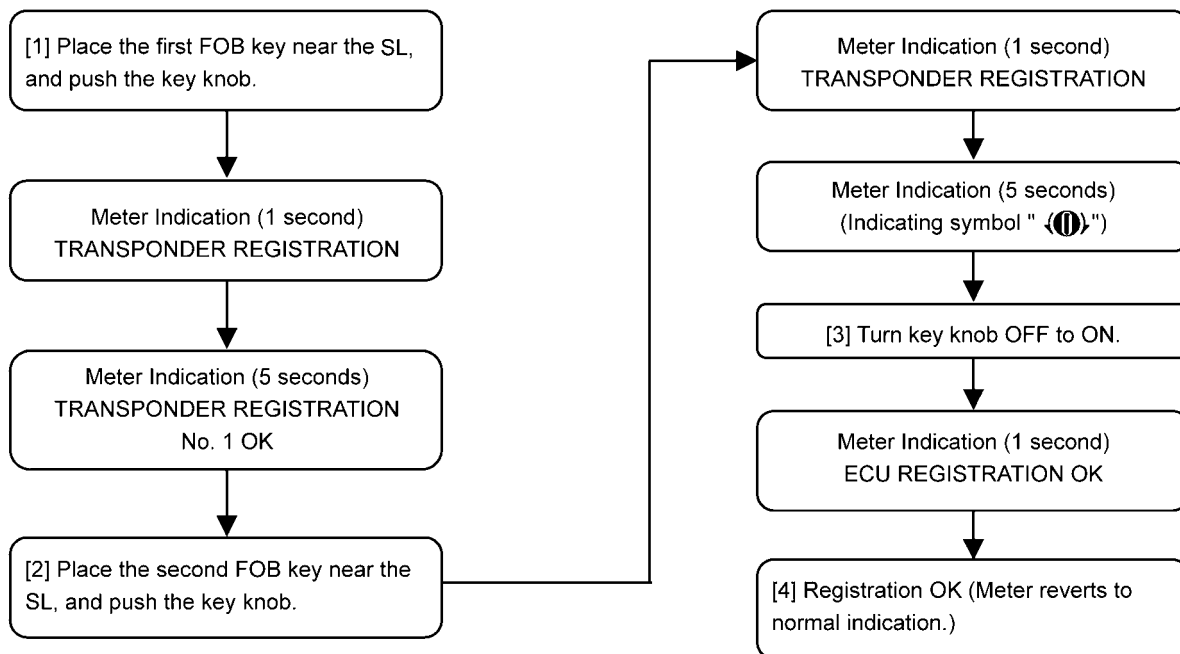 [1] Place the first FOB key near the SL,
and push the key knob.
Meter Indication (1 second)
TRANSPONDER REGISTRATION
Meter Indication (5 seconds)
TRANSPONDER REGISTRATION
No. 1 OK
[2] Place the second FOB key near the
SL, and push the key knob.
Meter Indication (1 second)
TRANSPONDER REGISTRATION
Meter Indication (5 seconds)
(Indicating symbol " ")
[3] Turn key knob OFF to ON.
Meter Indication (1 second)
ECU REGISTRATION OK
[4] Registration OK (Meter reverts to
normal indication.)